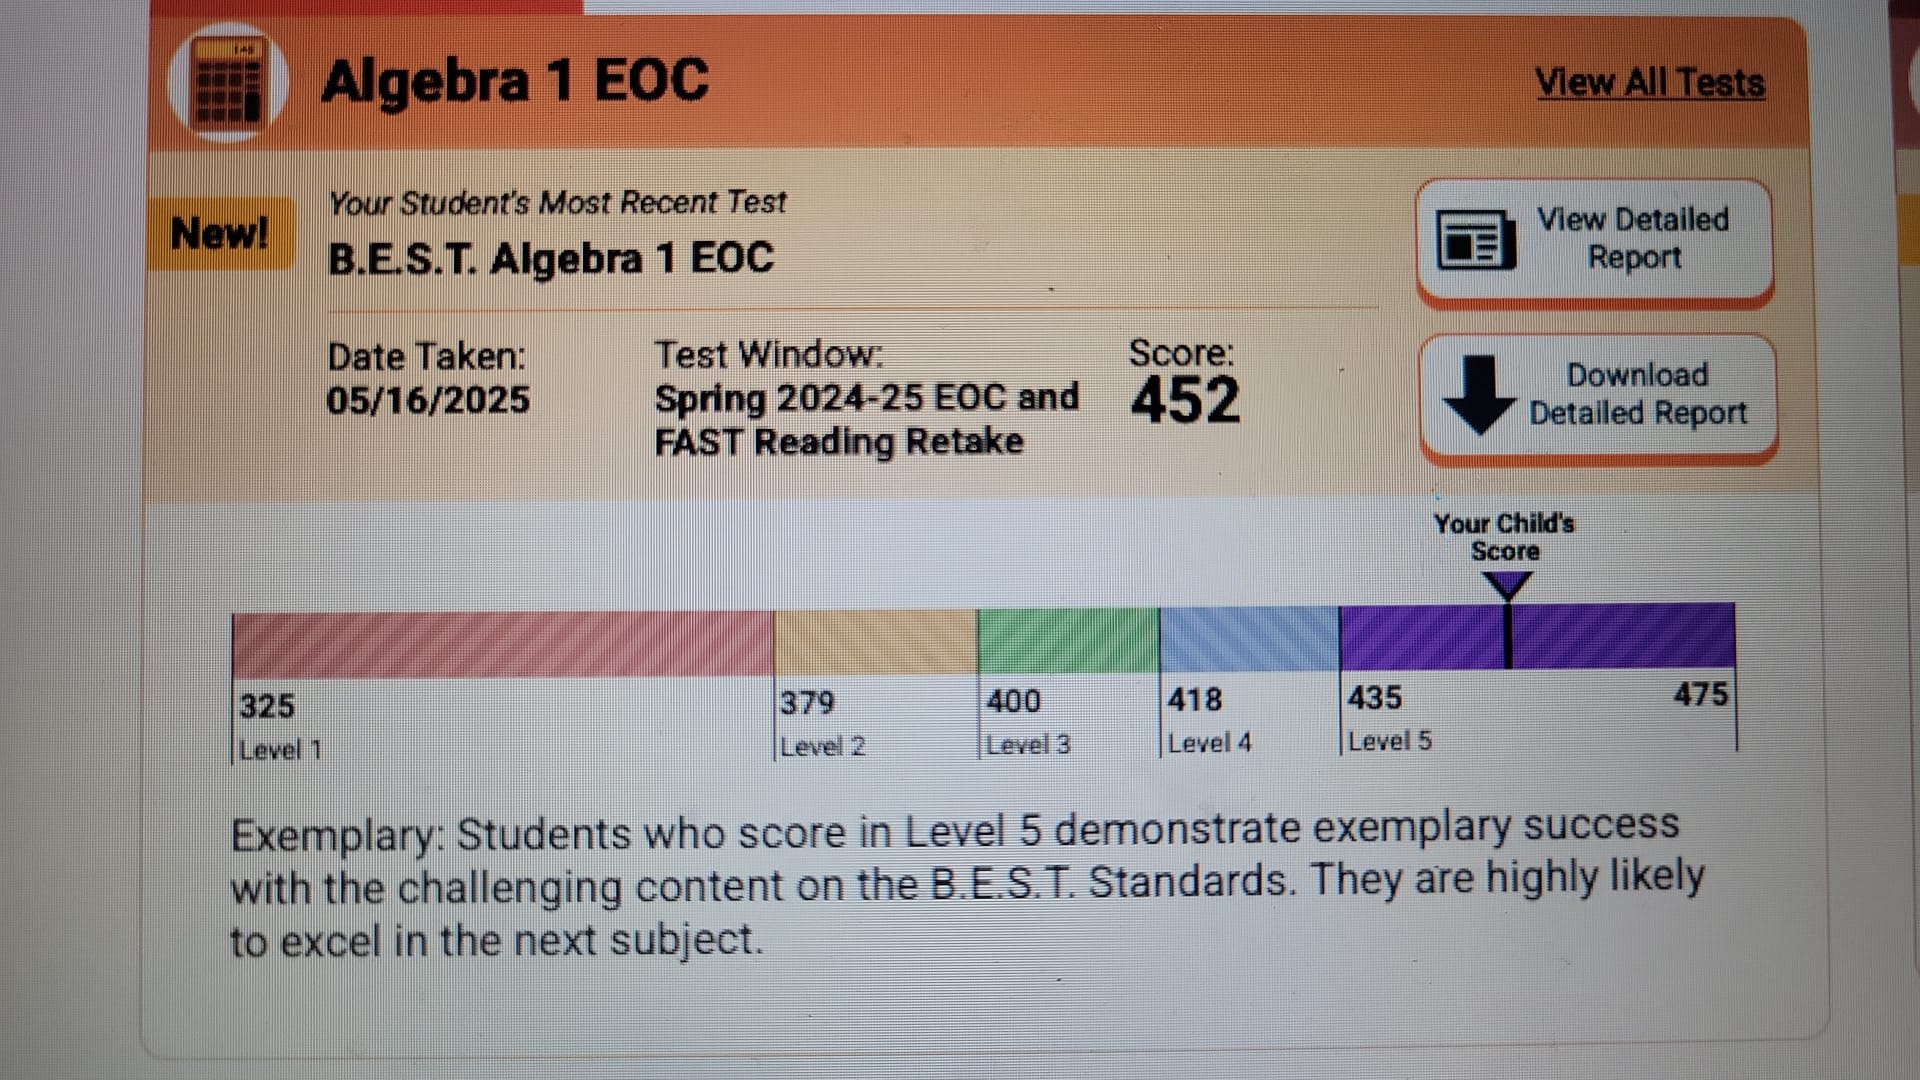 Algebra 1 EOC
View All Tests
New!
Your Student's Most Recent Test
B.E.S.T. Algebra 1 EOC
View Detailed
Report
Date Taken:
05/16/2025
Test Window:
Spring 2024-25 EOC and
FAST Reading Retake
Score:
452
Download
Detailed Report
Your Child's
Score
325
Level 1
379
Level 2
400
Level 3
418
Level 4
435
Level 5
475
Exemplary: Students who score in Level 5 demonstrate exemplary success
with the challenging content on the B.E.S.T. Standards. They are highly likely
to excel in the next subject.